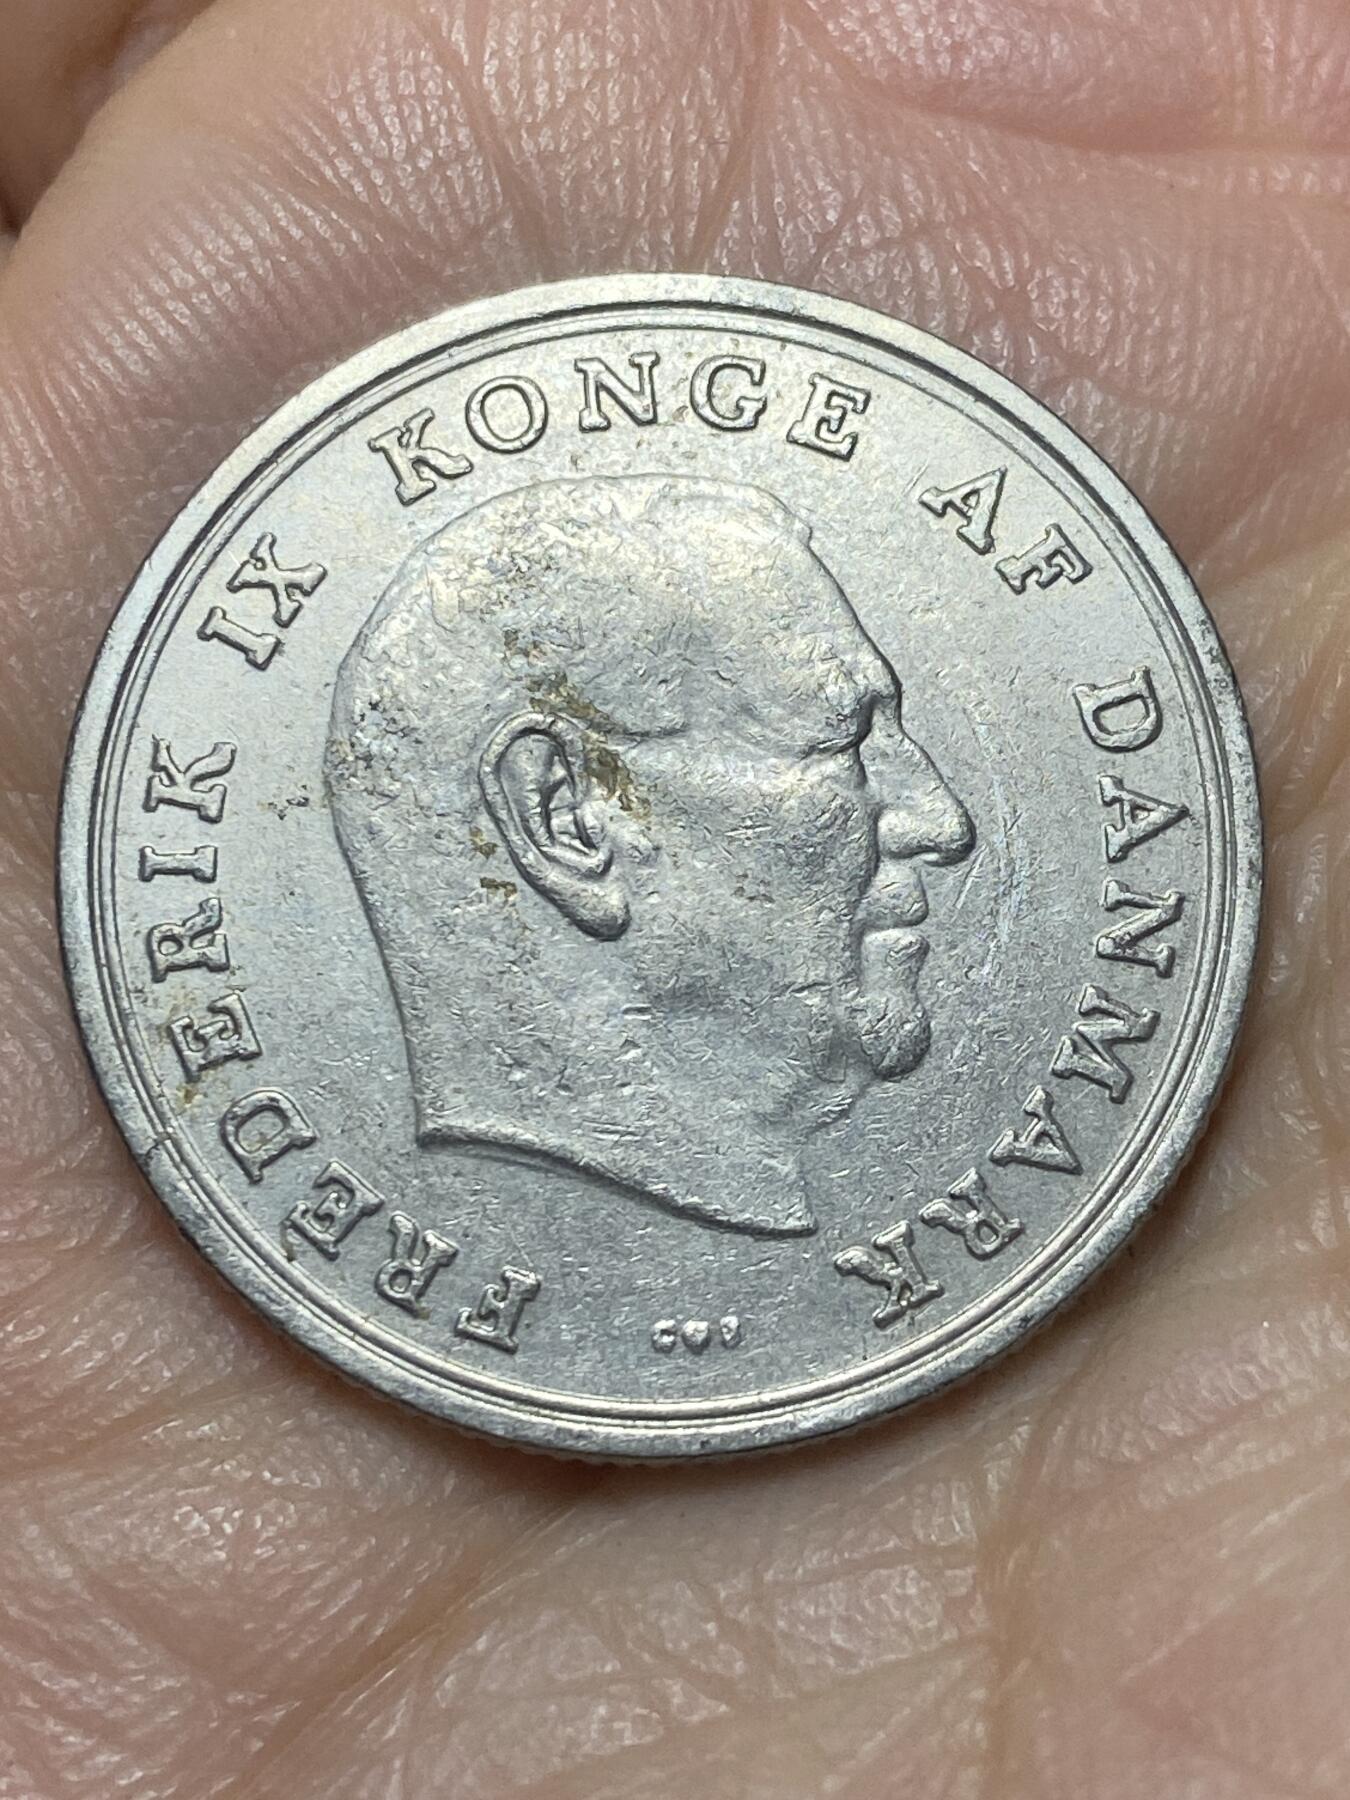 FREDERIK IX KONGE AF DANMARK